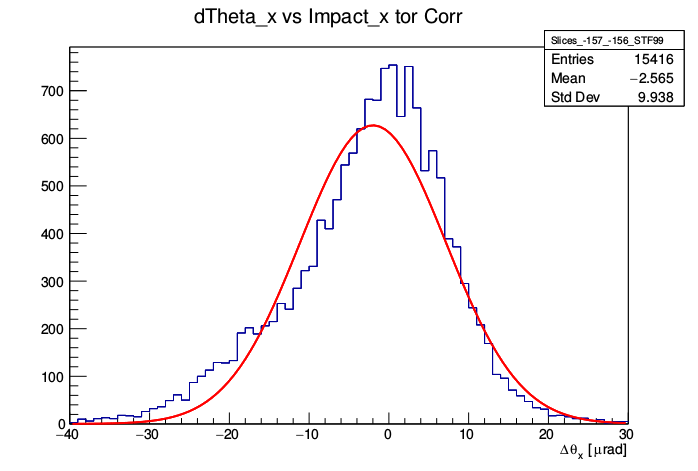 dTheta_x vs Impact_x tor Corr
Slices_-157_-156_STF99
Entries 15416
Mean −2.565
Std Dev 9.938
700
600
500
400
300
200
100
0
−40 −30 −20 −10 0 10 20 30
Δθx [μrad]